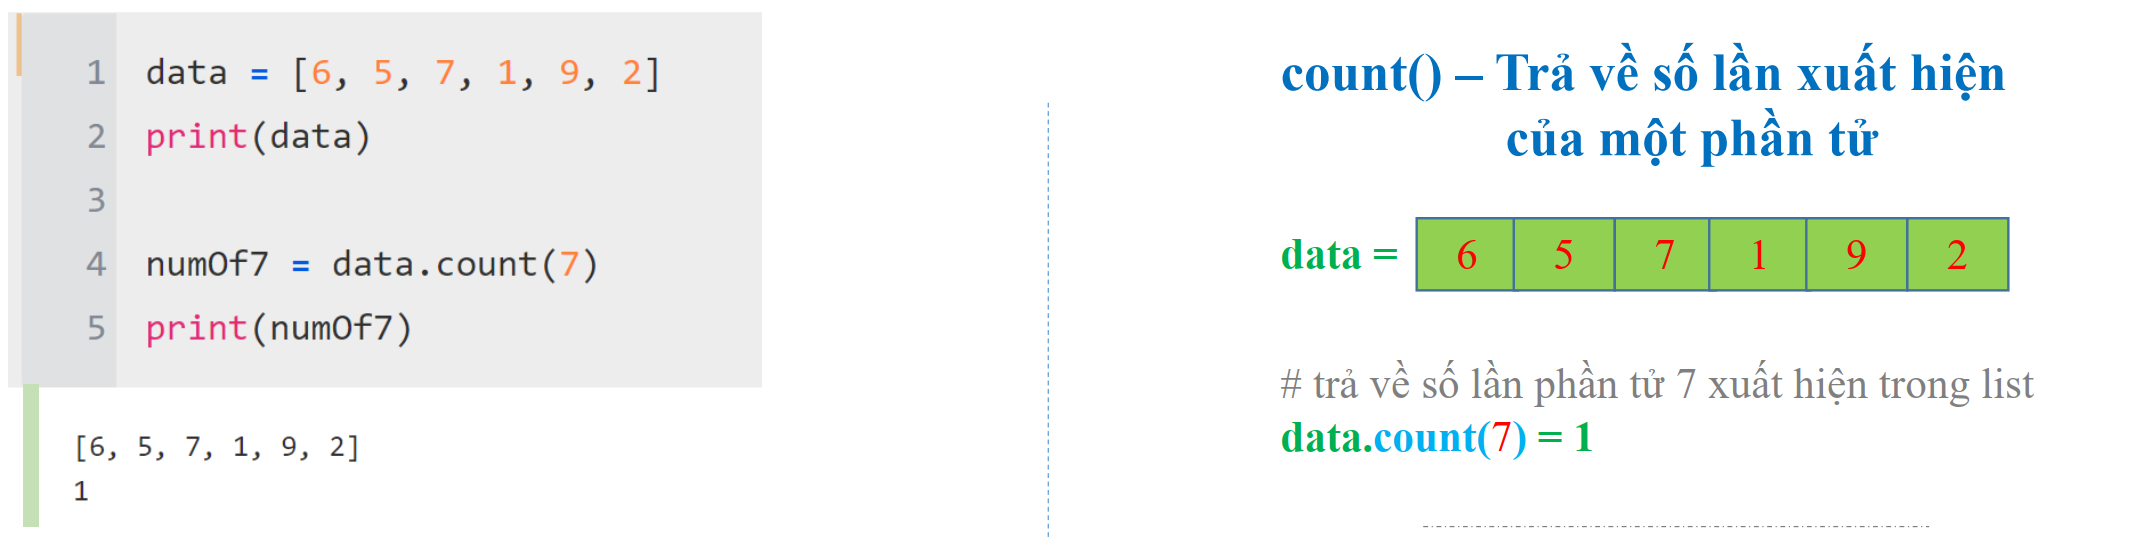 1 data = [6, 5, 7, 1, 9, 2]
2 print(data)
3
4 numOf7 = data.count(7)
5 print(numOf7)
[6, 5, 7, 1, 9, 2]
1
count() – Trả về số lần xuất hiện
của một phần tử
data = 6 5 7 1 9 2
# trả về số lần phần tử 7 xuất hiện trong list
data.count(7) = 1